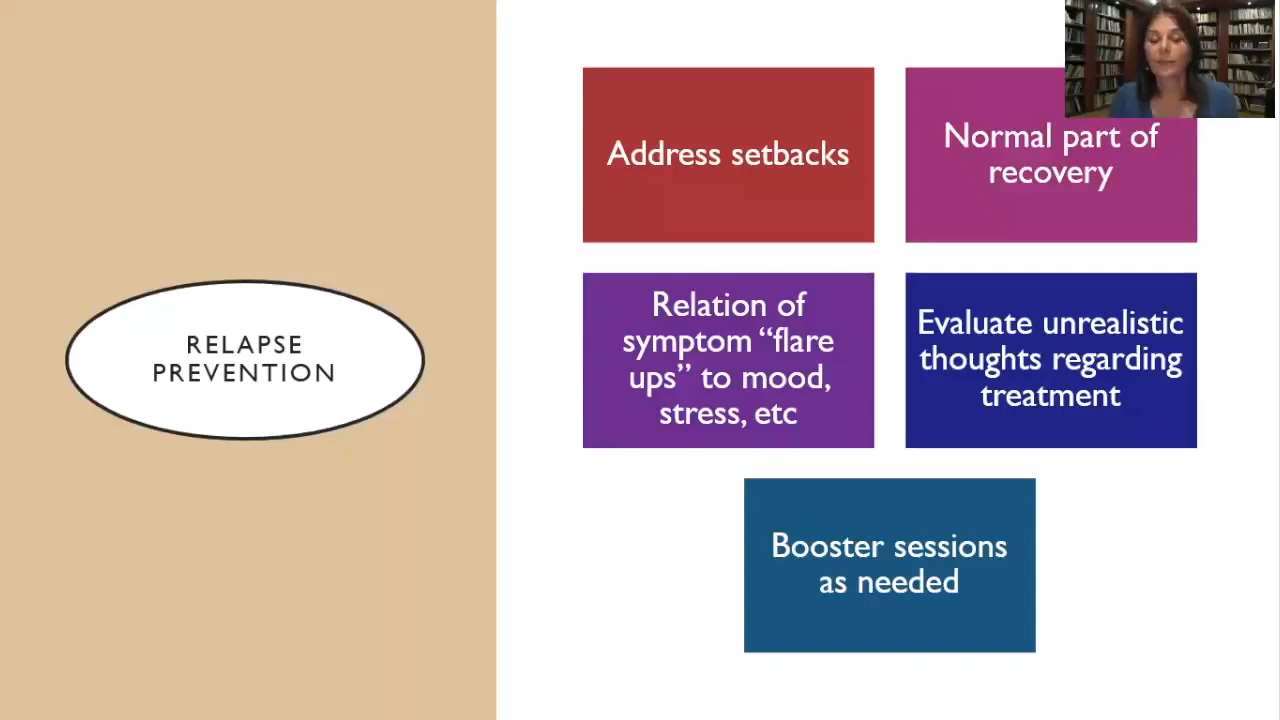 RELAPSE
PREVENTION
Address setbacks
Normal part of
recovery
Relation of
symptom “flare
ups” to mood,
stress, etc
Evaluate unrealistic
thoughts regarding
treatment
Booster sessions
as needed